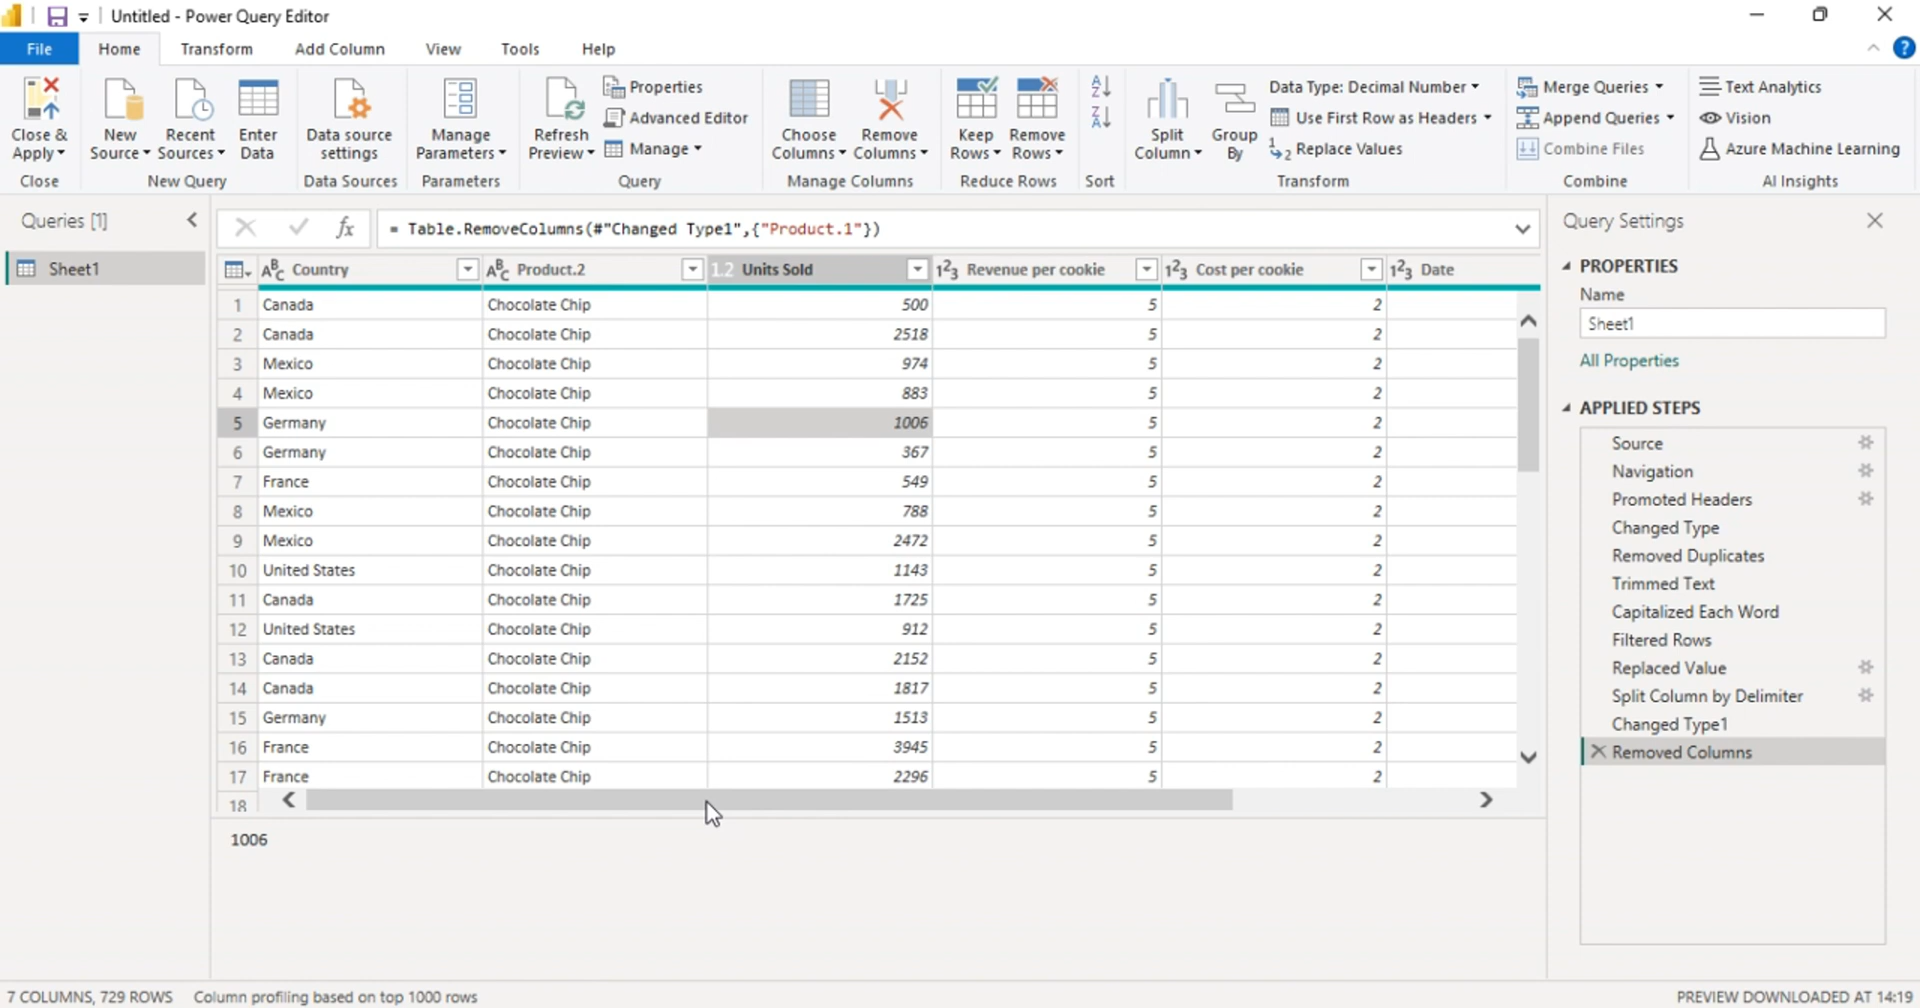 Untitled - Power Query Editor
File Home Transform Add Column View Tools Help
Close & Apply
Close
New Source
Recent Sources
Enter Data
New Query
Data source settings
Data Sources
Manage Parameters
Parameters
Refresh Preview
Properties
Advanced Editor
Manage
Query
Choose Columns
Remove Columns
Manage Columns
Keep Rows
Remove Rows
Reduce Rows
Sort
Split Column
Group By
Data Type: Decimal Number
Use First Row as Headers
Replace Values
Transform
Merge Queries
Append Queries
Combine Files
Combine
Text Analytics
Vision
Azure Machine Learning
AI Insights
Queries [1]
Sheet1
fx = Table.RemoveColumns(#"Changed Type1",{"Product.1"})
ABC Country ABC Product.2 1.2 Units Sold 123 Revenue per cookie 123 Cost per cookie 123 Date
1 Canada Chocolate Chip 500 5 2
2 Canada Chocolate Chip 2518 5 2
3 Mexico Chocolate Chip 974 5 2
4 Mexico Chocolate Chip 883 5 2
5 Germany Chocolate Chip 1006 5 2
6 Germany Chocolate Chip 367 5 2
7 France Chocolate Chip 549 5 2
8 Mexico Chocolate Chip 788 5 2
9 Mexico Chocolate Chip 2472 5 2
10 United States Chocolate Chip 1143 5 2
11 Canada Chocolate Chip 1725 5 2
12 United States Chocolate Chip 912 5 2
13 Canada Chocolate Chip 2152 5 2
14 Canada Chocolate Chip 1817 5 2
15 Germany Chocolate Chip 1513 5 2
16 France Chocolate Chip 3945 5 2
17 France Chocolate Chip 2296 5 2
18
1006
Query Settings
PROPERTIES
Name
Sheet1
All Properties
APPLIED STEPS
Source
Navigation
Promoted Headers
Changed Type
Removed Duplicates
Trimmed Text
Capitalized Each Word
Filtered Rows
Replaced Value
Split Column by Delimiter
Changed Type1
Removed Columns
7 COLUMNS, 729 ROWS Column profiling based on top 1000 rows
PREVIEW DOWNLOADED AT 14:19